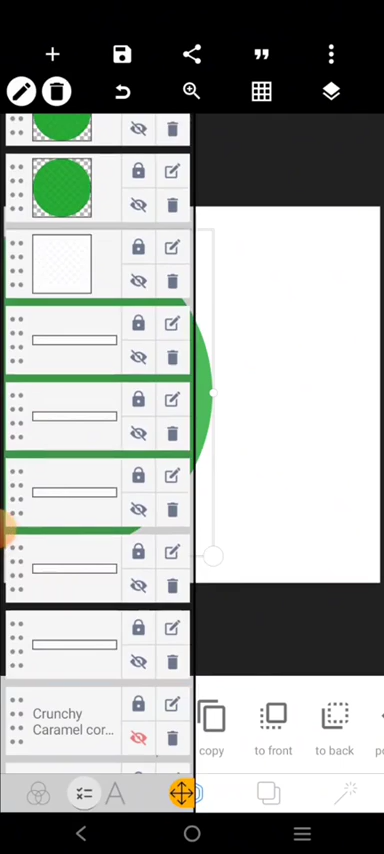 Crunchy
Caramel cor...
copy
to front
to back